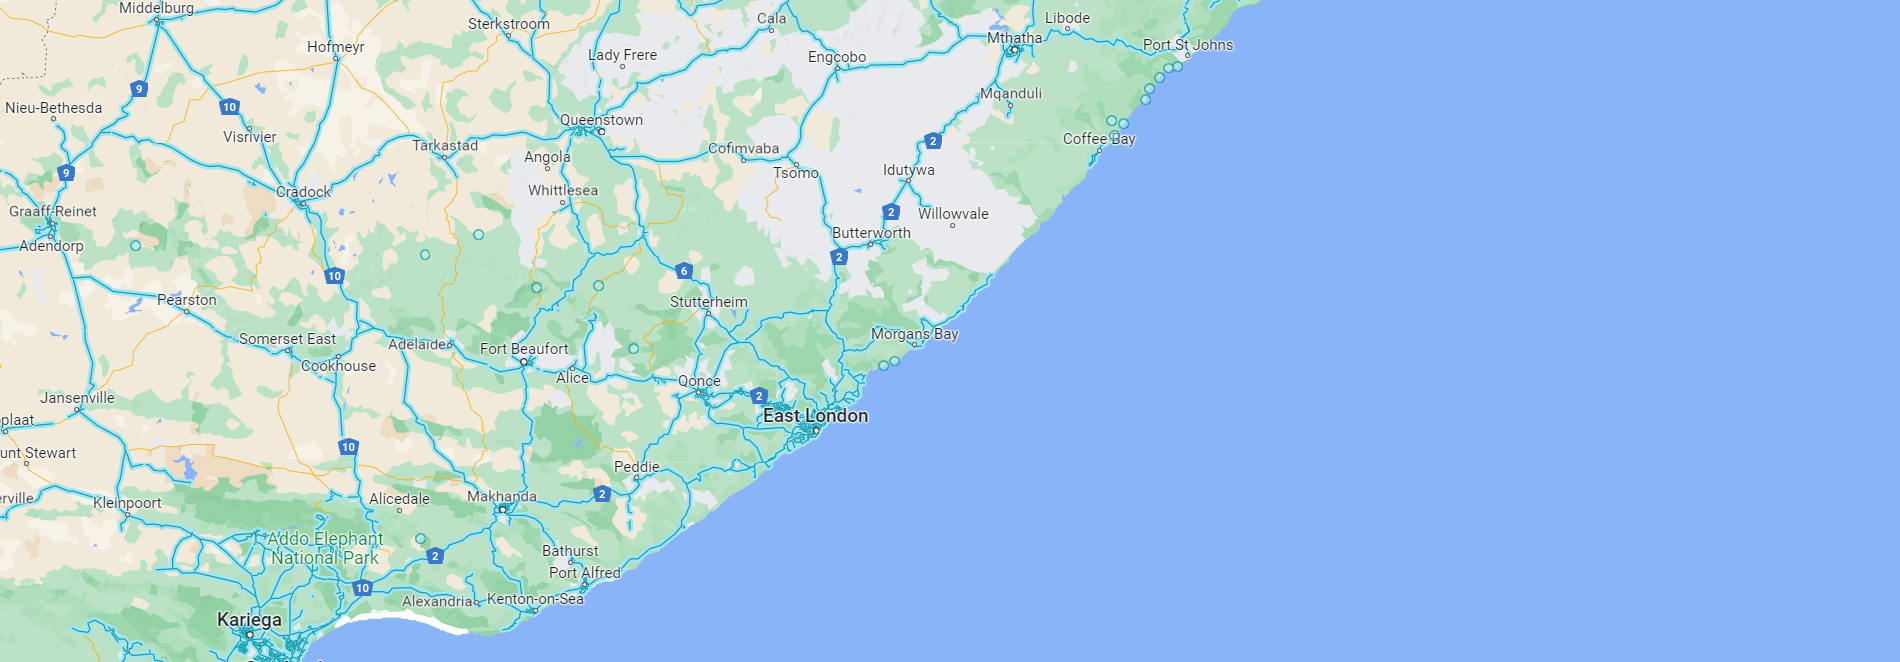 Middelburg
Sterkstroom
Cala
Libode
Mthatha
Port St Johns
Hofmeyr
Lady Frere
Engcobo
9
10
Nieu-Bethesda
Mqanduli
Visrivier
Queenstown
Tarkastad
Angola
Cofimvaba
2
Coffee Bay
9
Tsomo
Idutywa
Cradock
Whittlesea
Graaff-Reinet
2
Willowvale
Adendorp
Butterworth
2
10
6
Pearston
Stutterheim
Somerset East
Adelaide
Fort Beaufort
Morgans Bay
Cookhouse
Alice
Qonce
Jansenville
2
East London
plaat
10
unt Stewart
Peddie
erville
Kleinpoort
Alicedale
Makhanda
2
Addo Elephant
National Park
2
Bathurst
Port Alfred
10
Alexandria
Kenton-on-Sea
Kariega